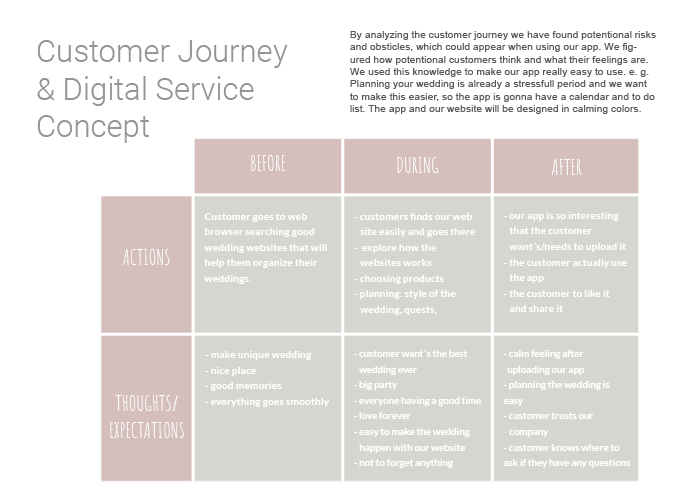 Customer Journey
& Digital Service
Concept
By analyzing the customer journey we have found potential risks
and obsticles, which could appear when using our app. We fig-
ured how potentional customers think and what their feelings are.
We used this knowledge to make our app really easy to use. e. g.
Planning your wedding is already a stressfull period and we want
to make this easier, so the app is gonna have a calendar and to do
list. The app and our website will be designed in calming colors.
BEFORE
DURING
AFTER
ACTIONS
Customer goes to web
browser searching good
wedding websites that will
help them organize their
weddings.
- customers finds our web
site easily and goes there
- explore how the
websites works
- choosing products
- planning: style of the
wedding, quests,
- our app is so interesting
that the customer
want`s/needs to upload it
- the customer actually use
the app
- the customer to like it
and share it
THOUGHTS/
EXPECTATIONS
- make unique wedding
- nice place
- good memories
- everything goes smoothly
- customer want`s the best
wedding ever
- big party
- everyone having a good time
- love forever
- easy to make the wedding
happen with our website
- not to forget anything
- calm feeling after
uploading our app
- planning the wedding is
easy
- customer trusts our
company
- customer knows where to
ask if they have any questions